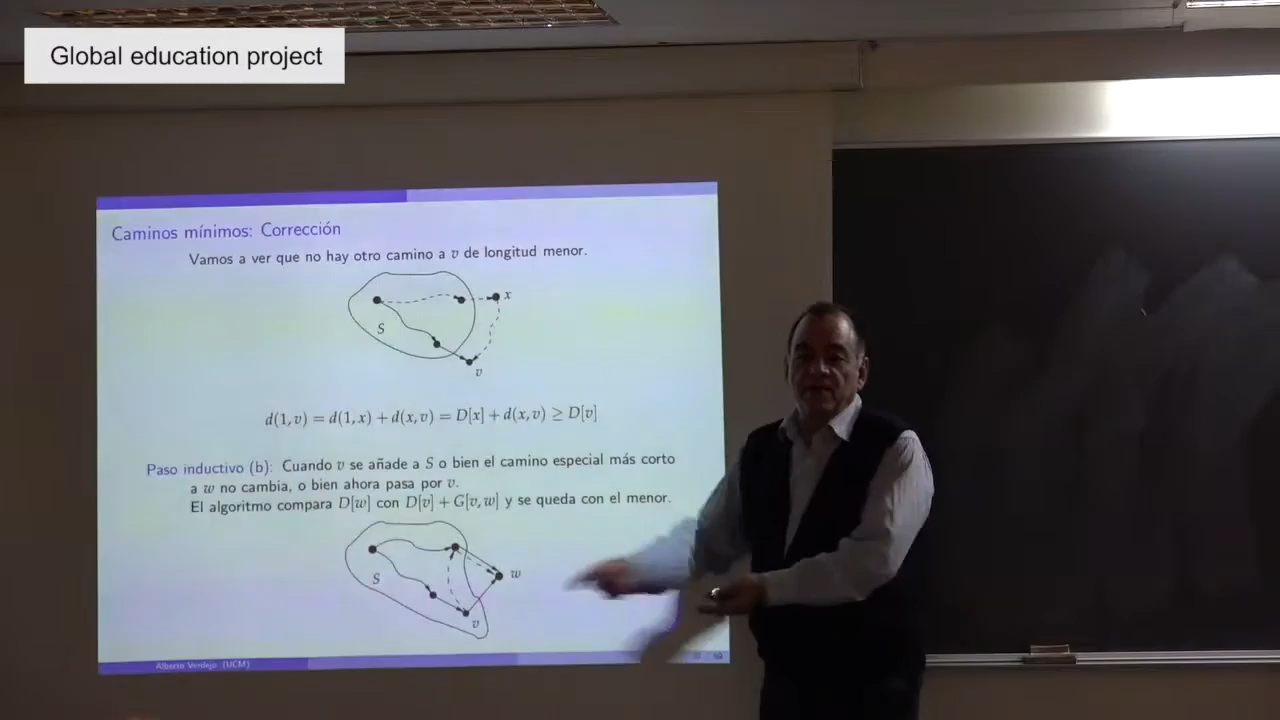 Global education project
Caminos mínimos: Corrección
Vamos a ver que no hay otro camino a v de longitud menor.
x
S
v
d(1, v) = d(1, x) + d(x, v) = D[x] + d(x, v) ≥ D[v]
Paso inductivo (b): Cuando v se añade a S o bien el camino especial más corto
a w no cambia, o bien ahora pasa por v.
El algoritmo compara D[w] con D[v] + G[v, w] y se queda con el menor.
w
S
v
Alberto Verdejo (UCM)